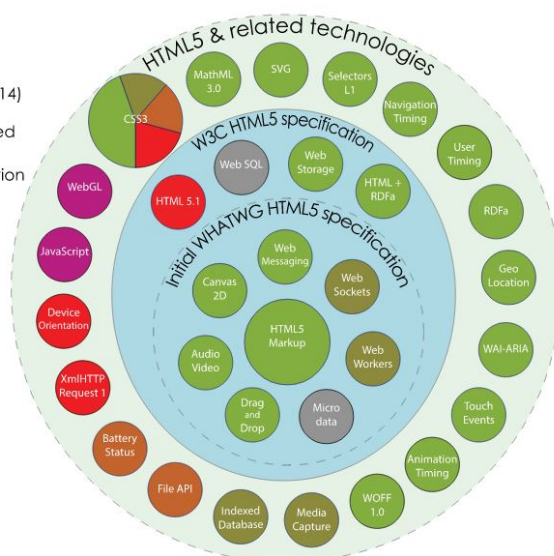 HTML5 & related technologies
14)
ed
tion
CSS3
MathML
3.0
SVG
Selectors
L1
Navigation
Timing
User
Timing
RDFa
Geo
Location
WAI-ARIA
Touch
Events
Animation
Timing
WOFF
1.0
Media
Capture
Indexed
Database
File API
Battery
Status
XmlHTTP
Request 1
Device
Orientation
JavaScript
WebGL
W3C HTML5 specification
HTML 5.1
Web SQL
Web
Storage
HTML +
RDFa
Initial WHATWG HTML5 specification
Web
Messaging
Canvas
2D
Web
Sockets
HTML5
Markup
Audio
Video
Web
Workers
Drag
and
Drop
Micro
data